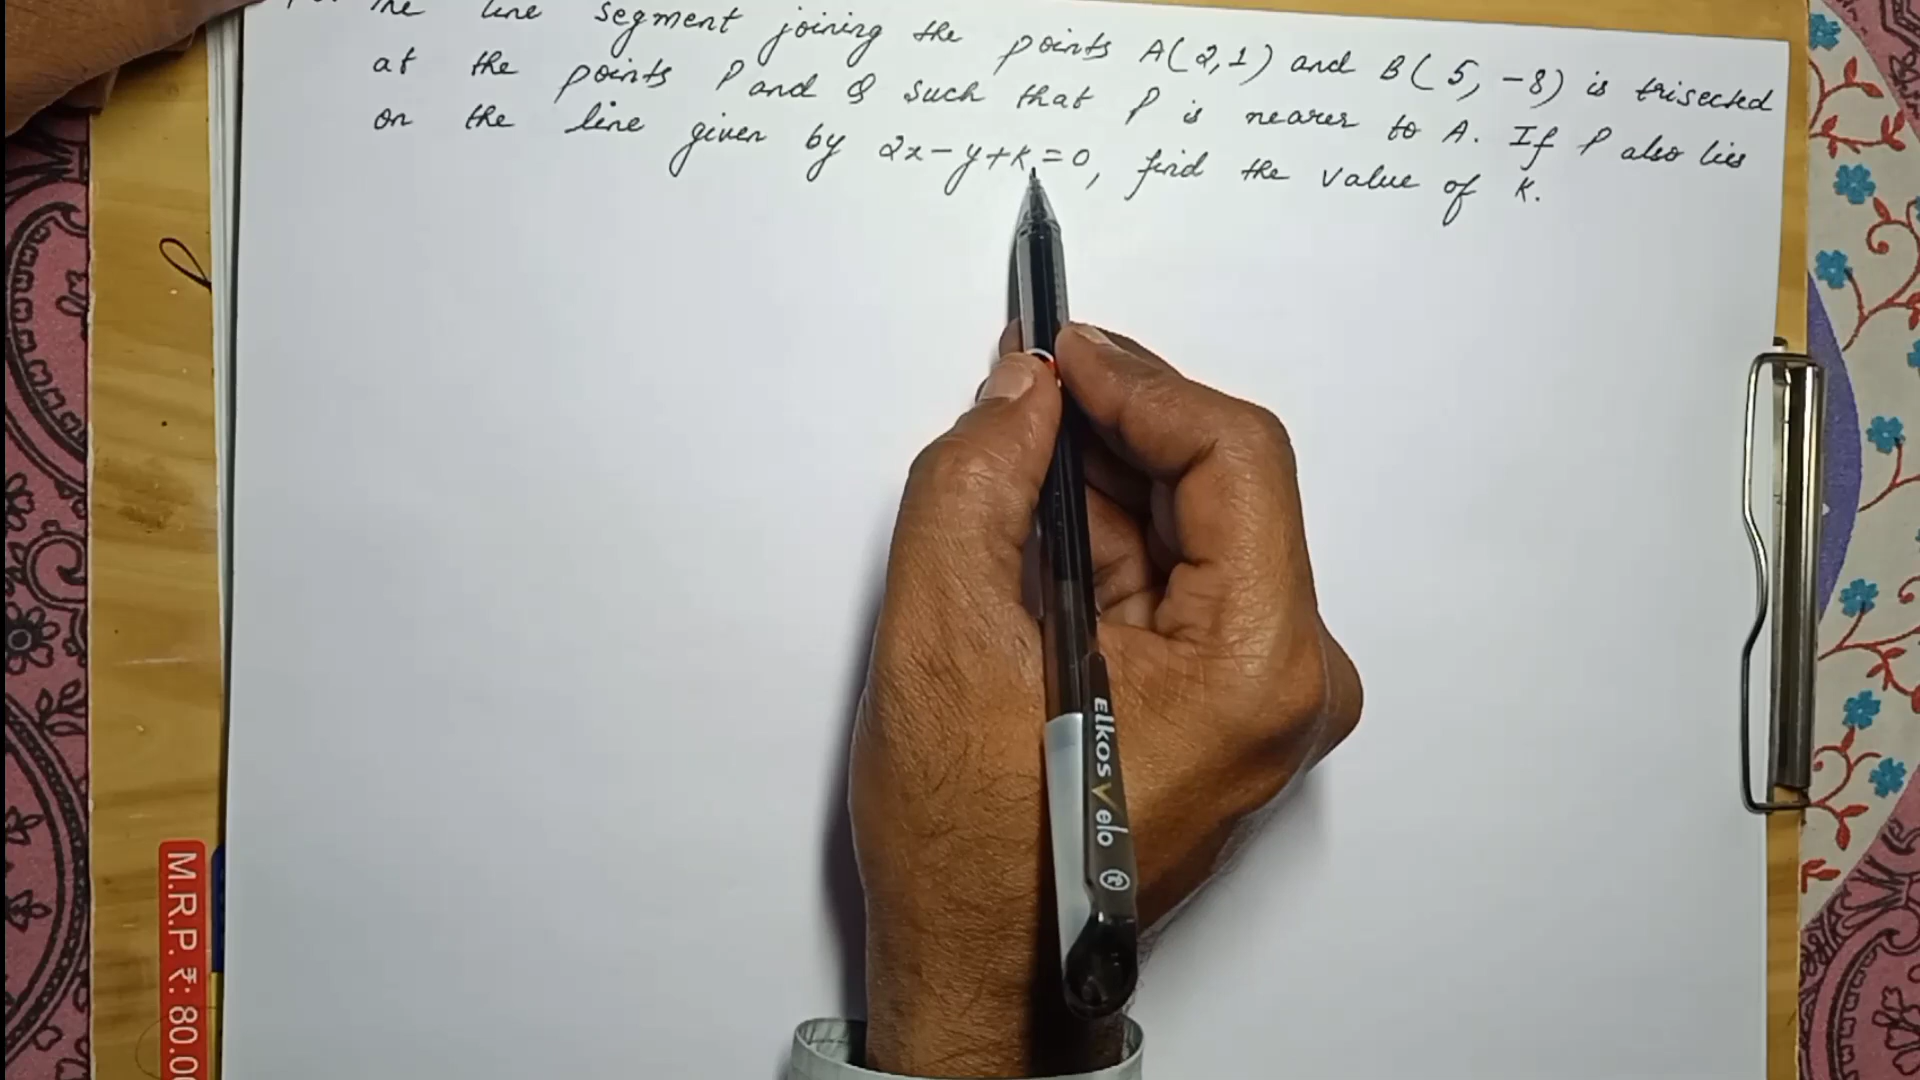 The line segment joining the points A(2,1) and B(5,-8) is trisected
at the points P and Q such that P is nearer to A. If P also lies
on the line given by 2x-y+k=0, find the value of K.
Elkos Velo
M.R.P. ₹: 80.00